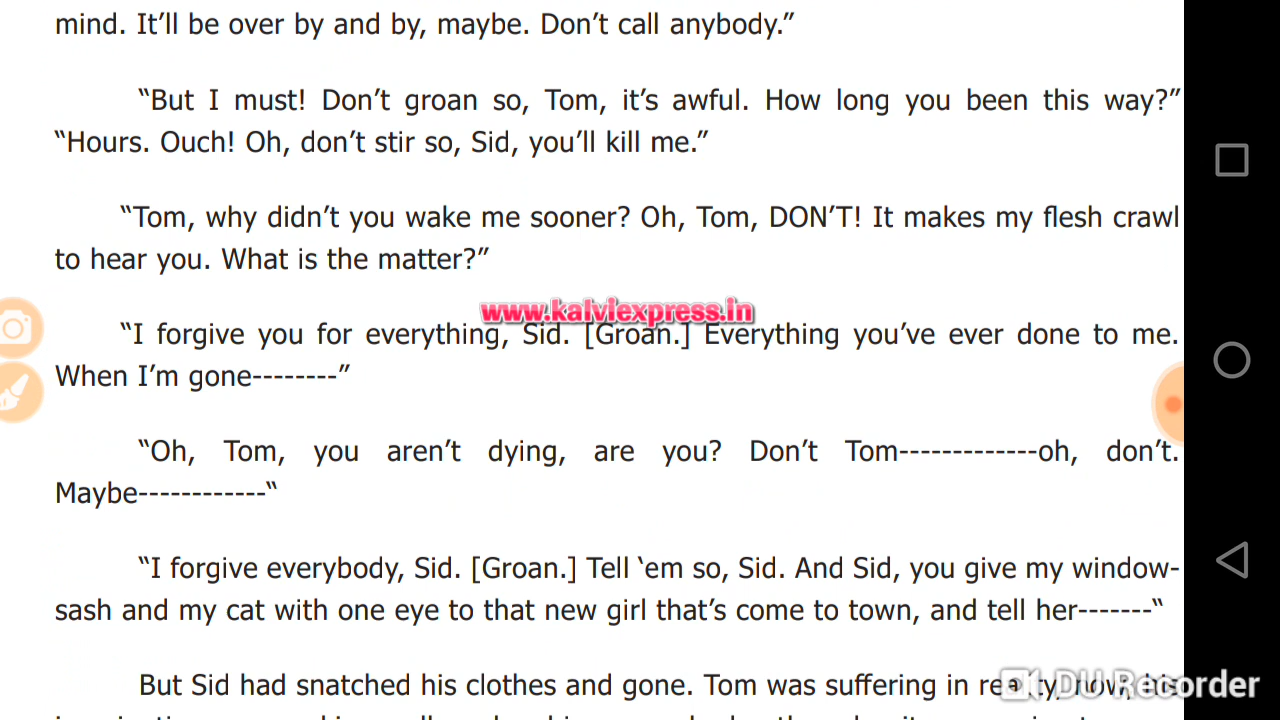 mind. It’ll be over by and by, maybe. Don’t call anybody.”
“But I must! Don’t groan so, Tom, it’s awful. How long you been this way?”
“Hours. Ouch! Oh, don’t stir so, Sid, you’ll kill me.”
“Tom, why didn’t you wake me sooner? Oh, Tom, DON’T! It makes my flesh crawl
to hear you. What is the matter?”
www.kalviexpress.in
“I forgive you for everything, Sid. [Groan.] Everything you’ve ever done to me.
When I’m gone--------”
“Oh, Tom, you aren’t dying, are you? Don’t Tom-------------oh, don’t.
Maybe------------“
“I forgive everybody, Sid. [Groan.] Tell ‘em so, Sid. And Sid, you give my window-
sash and my cat with one eye to that new girl that’s come to town, and tell her-------“
But Sid had snatched his clothes and gone. Tom was suffering in reality, now,
DU Recorder